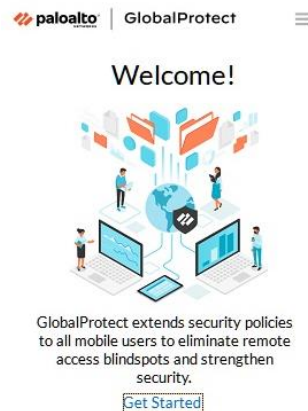 paloalto NETWORKS GlobalProtect
Welcome!
GlobalProtect extends security policies
to all mobile users to eliminate remote
access blindspots and strengthen
security.
Get Started